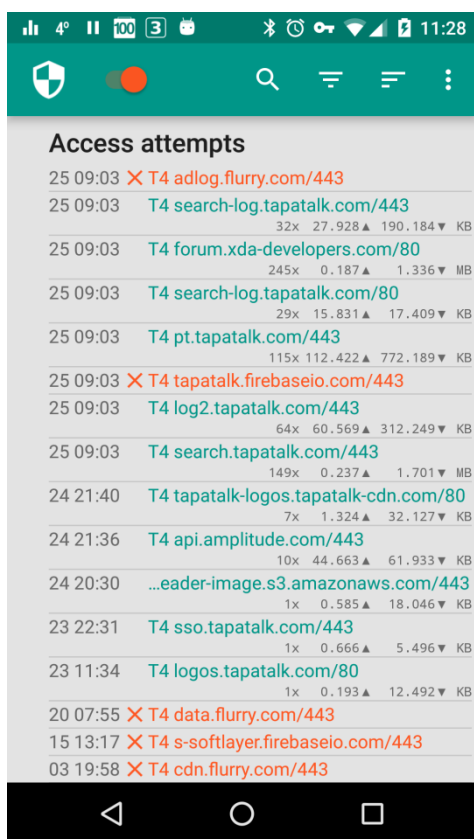 4° 100 3 11:28
Access attempts
25 09:03 T4 adlog.flurry.com/443
25 09:03 T4 search-log.tapatalk.com/443
32x 27.928▲ 190.184▼ KB
25 09:03 T4 forum.xda-developers.com/80
245x 0.187▲ 1.336▼ MB
25 09:03 T4 search-log.tapatalk.com/80
29x 15.831▲ 17.409▼ KB
25 09:03 T4 pt.tapatalk.com/443
115x 112.422▲ 772.189▼ KB
25 09:03 T4 tapatalk.firebaseio.com/443
25 09:03 T4 log2.tapatalk.com/443
64x 60.569▲ 312.249▼ KB
25 09:03 T4 search.tapatalk.com/443
149x 0.237▲ 1.701▼ MB
24 21:40 T4 tapatalk-logos.tapatalk-cdn.com/80
7x 1.324▲ 32.127▼ KB
24 21:36 T4 api.amplitude.com/443
10x 44.663▲ 61.933▼ KB
24 20:30 …eader-image.s3.amazonaws.com/443
1x 0.585▲ 18.046▼ KB
23 22:31 T4 sso.tapatalk.com/443
1x 0.666▲ 5.496▼ KB
23 11:34 T4 logos.tapatalk.com/80
1x 0.193▲ 12.492▼ KB
20 07:55 T4 data.flurry.com/443
15 13:17 T4 s-softlayer.firebaseio.com/443
03 19:58 T4 cdn.flurry.com/443